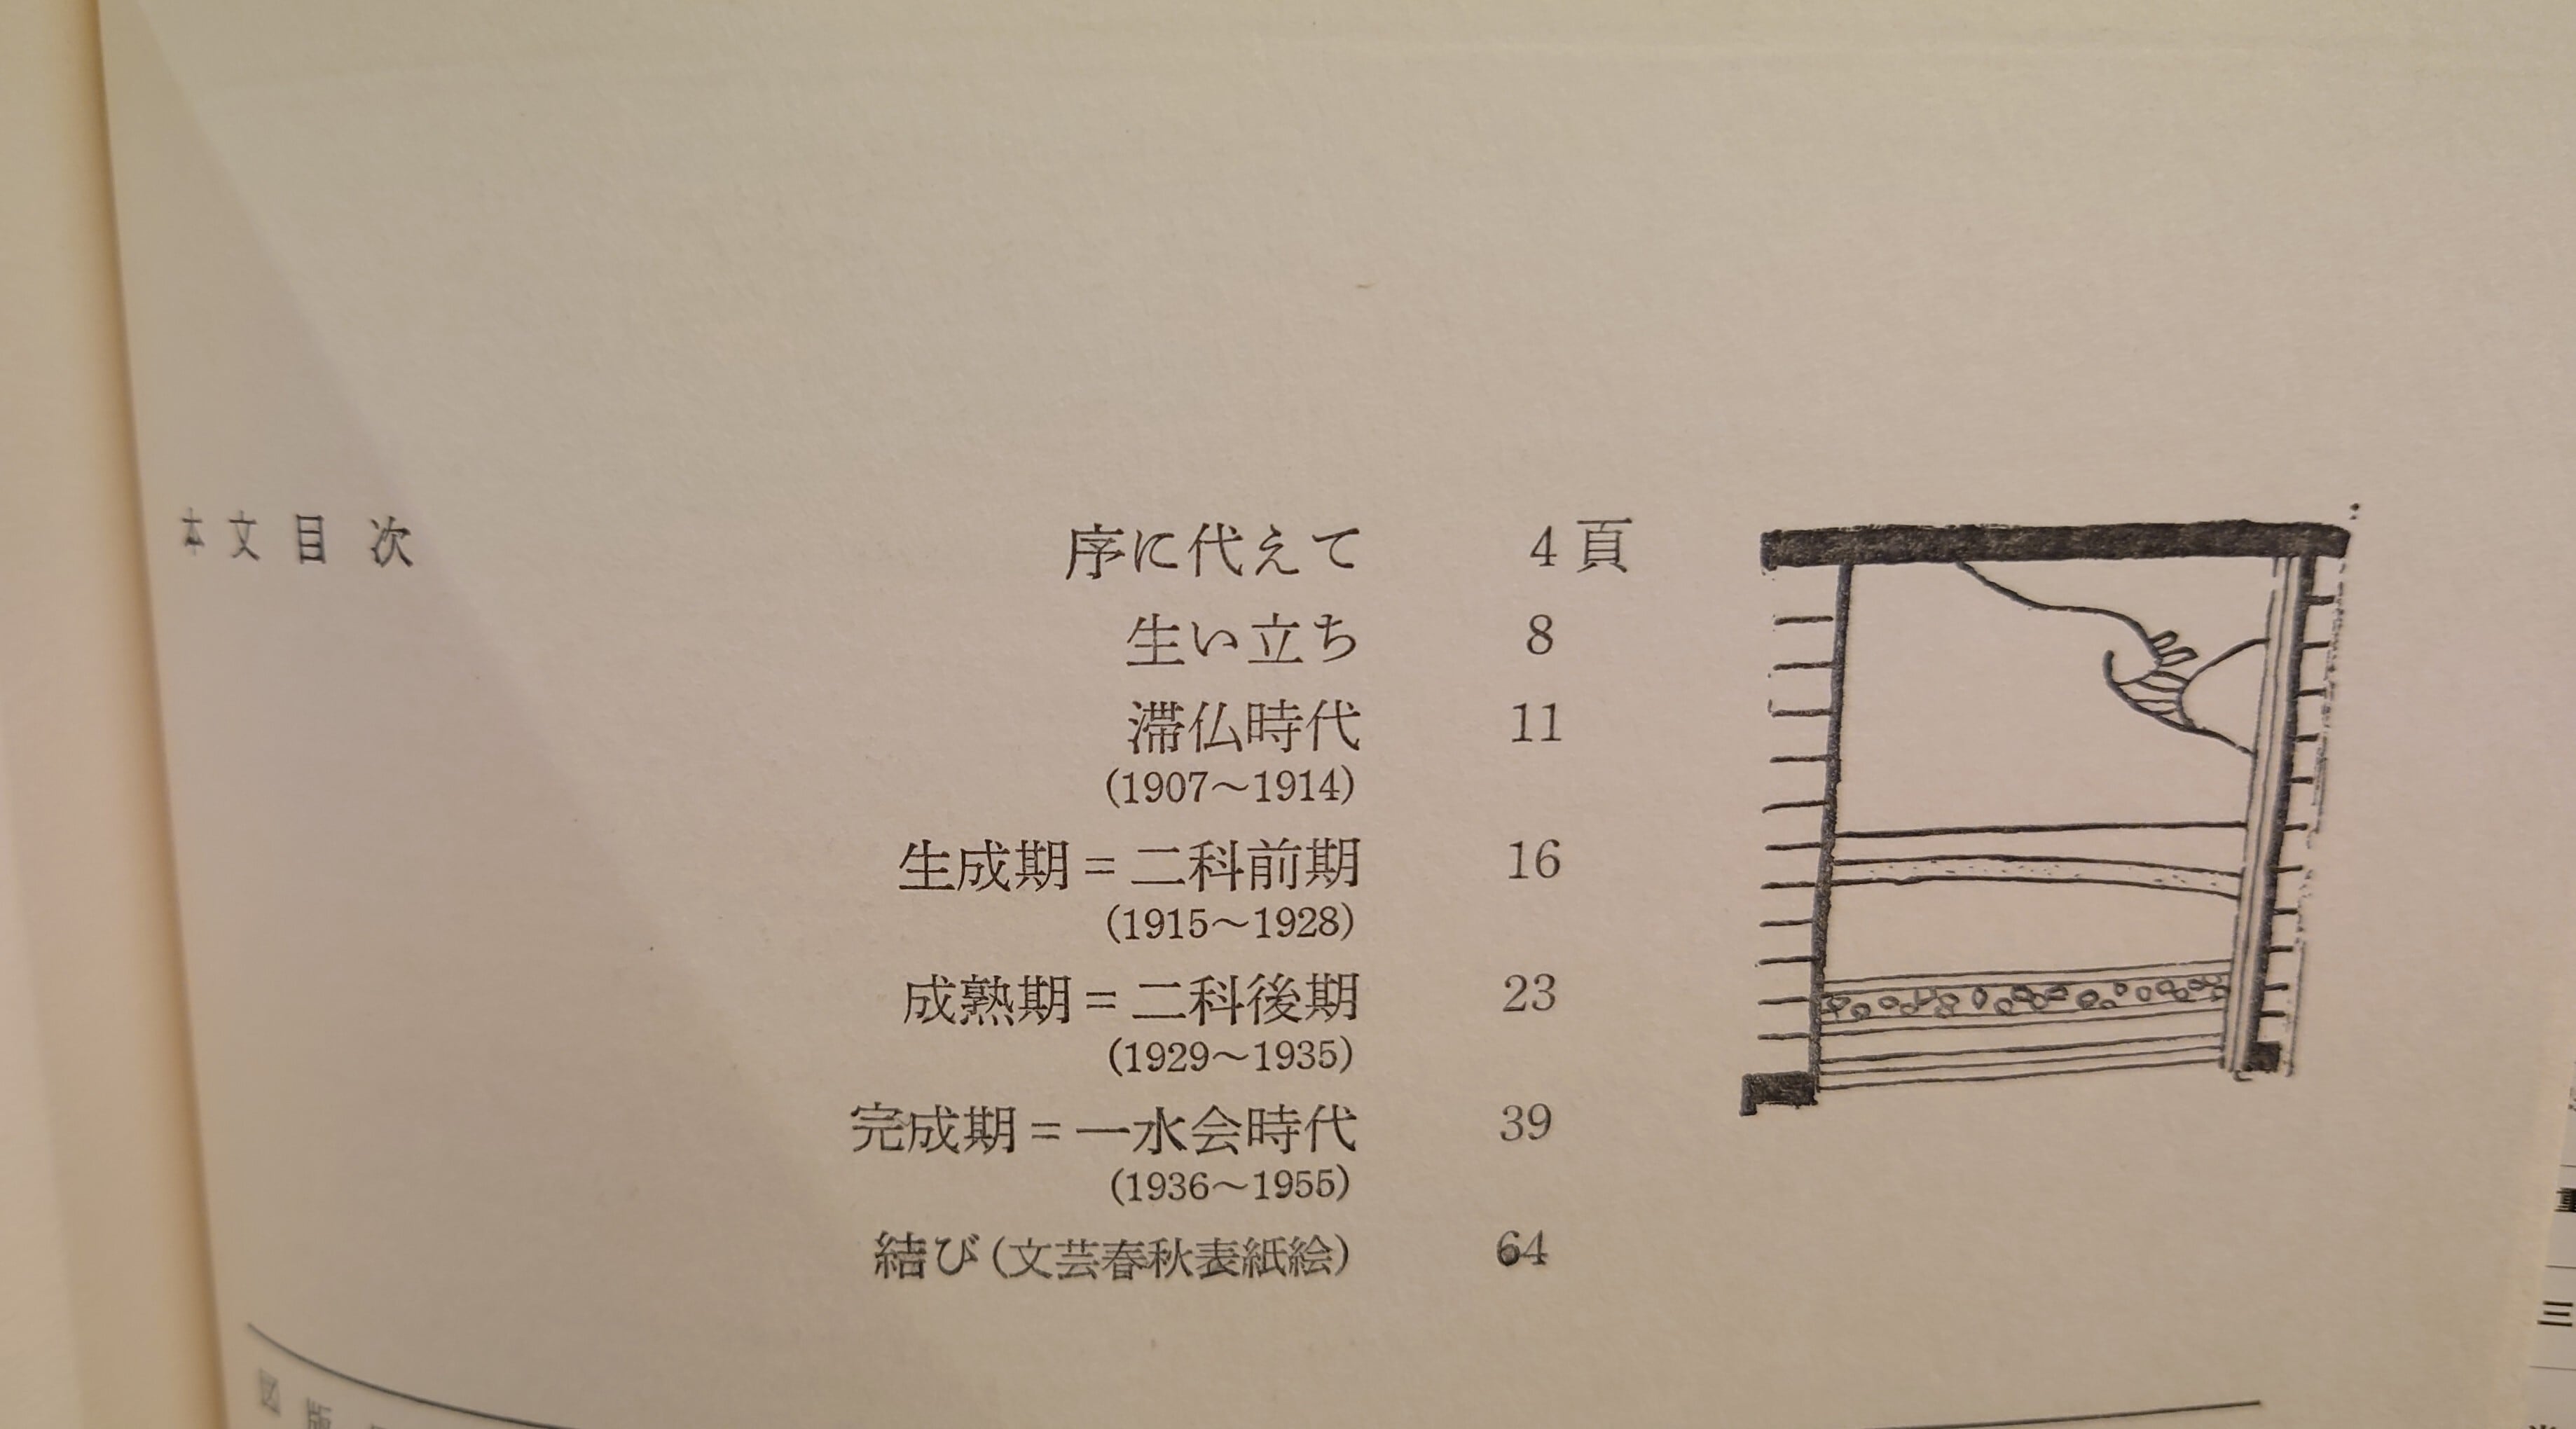 本文目次
序に代えて 4頁
生い立ち 8
滞仏時代 11
(1907～1914)
生成期=二科前期 16
(1915～1928)
成熟期=二科後期 23
(1929～1935)
完成期=一水会時代 39
(1936～1955)
結び(文芸春秋表紙絵) 64
図版
三